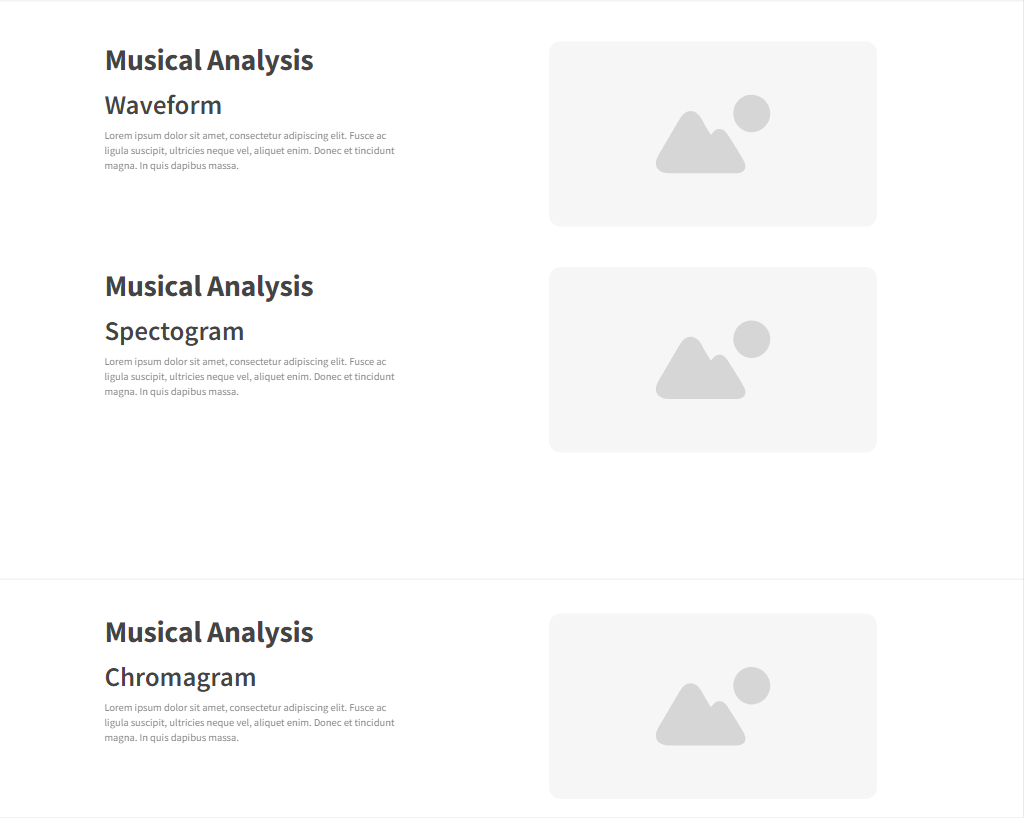 Musical Analysis
Waveform
Lorem ipsum dolor sit amet, consectetur adipiscing elit. Fusce ac
ligula suscipit, ultricies neque vel, aliquet enim. Donec et tincidunt
magna. In quis dapibus massa.
Musical Analysis
Spectogram
Lorem ipsum dolor sit amet, consectetur adipiscing elit. Fusce ac
ligula suscipit, ultricies neque vel, aliquet enim. Donec et tincidunt
magna. In quis dapibus massa.
Musical Analysis
Chromagram
Lorem ipsum dolor sit amet, consectetur adipiscing elit. Fusce ac
ligula suscipit, ultricies neque vel, aliquet enim. Donec et tincidunt
magna. In quis dapibus massa.